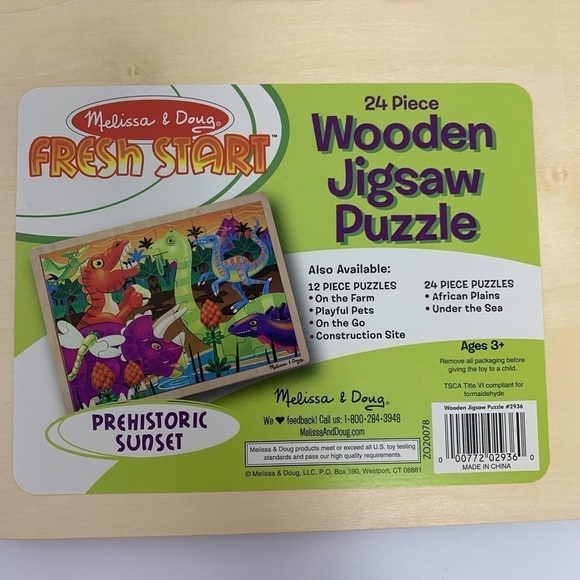 Melissa & Doug®
FRESH START™
24 Piece
Wooden
Jigsaw
Puzzle
Also Available:
12 PIECE PUZZLES
• On the Farm
• Playful Pets
• On the Go
• Construction Site
24 PIECE PUZZLES
• African Plains
• Under the Sea
Ages 3+
Remove all packaging before
giving the toy to a child.
TSCA Title VI compliant for
formaldehyde
PREHISTORIC
SUNSET
Melissa & Doug®
We ♥ feedback! Call us: 1-800-284-3948
MelissaAndDoug.com
Melissa & Doug products meet or exceed all U.S. toy testing
standards and pass our high quality requirements.
© Melissa & Doug, LLC, P.O. Box 590, Westport, CT 06881
ZO20078
Wooden Jigsaw Puzzle #2936
0 00772 02936 0
MADE IN CHINA